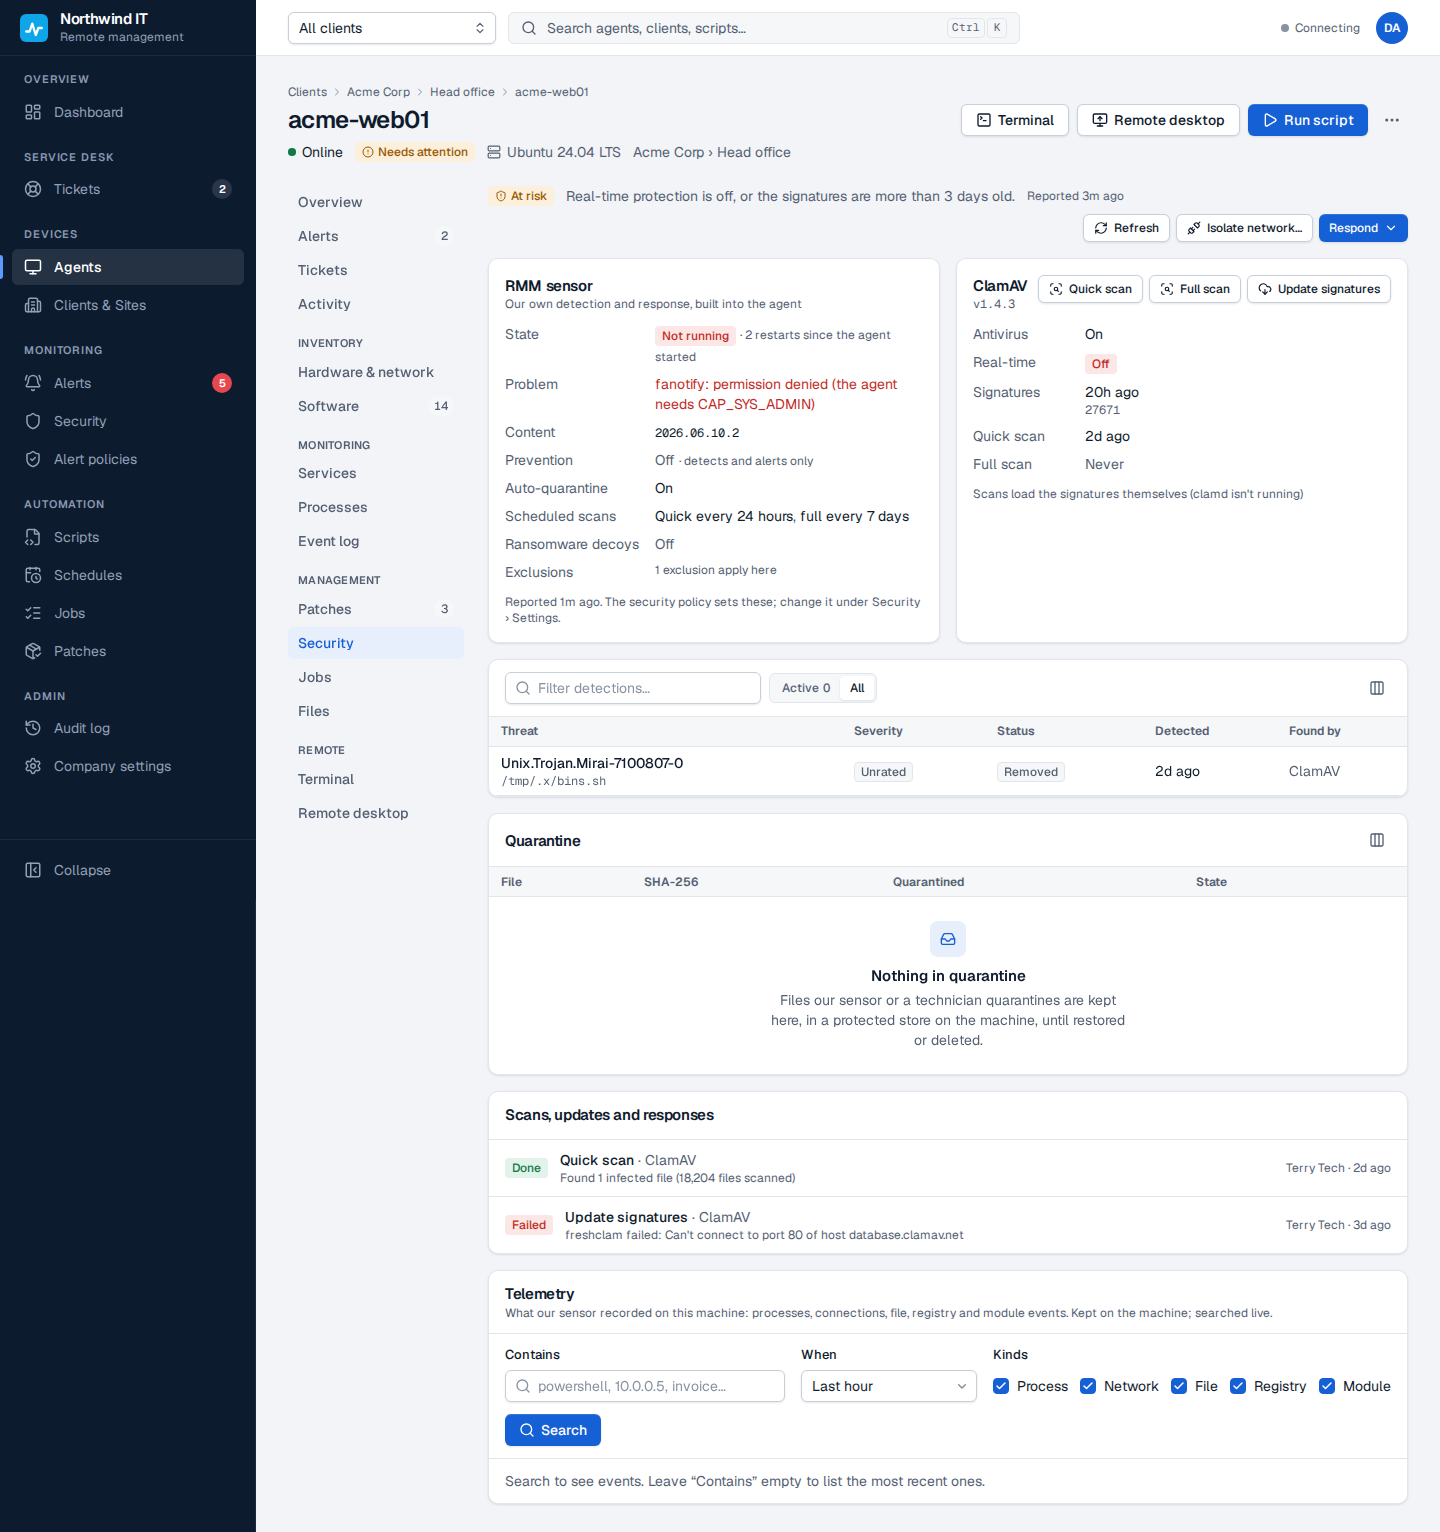 Northwind IT
Remote management
OVERVIEW
Dashboard
SERVICE DESK
Tickets 2
DEVICES
Agents
Clients & Sites
MONITORING
Alerts 5
Security
Alert policies
AUTOMATION
Scripts
Schedules
Jobs
Patches
ADMIN
Audit log
Company settings
Collapse
All clients
Search agents, clients, scripts... Ctrl K
Connecting
DA
Clients › Acme Corp › Head office › acme-web01
acme-web01
Terminal
Remote desktop
Run script
Online
Needs attention
Ubuntu 24.04 LTS
Acme Corp › Head office
Overview
Alerts 2
Tickets
Activity
INVENTORY
Hardware & network
Software 14
MONITORING
Services
Processes
Event log
MANAGEMENT
Patches 3
Security
Jobs
Files
REMOTE
Terminal
Remote desktop
At risk
Real-time protection is off, or the signatures are more than 3 days old.
Reported 3m ago
Refresh
Isolate network...
Respond
RMM sensor
Our own detection and response, built into the agent
State Not running · 2 restarts since the agent
started
Problem fanotify: permission denied (the agent
needs CAP_SYS_ADMIN)
Content 2026.06.10.2
Prevention Off · detects and alerts only
Auto-quarantine On
Scheduled scans Quick every 24 hours, full every 7 days
Ransomware decoys Off
Exclusions 1 exclusion apply here
Reported 1m ago. The security policy sets these; change it under Security
› Settings.
ClamAV
v1.4.3
Quick scan
Full scan
Update signatures
Antivirus On
Real-time Off
Signatures 20h ago
27671
Quick scan 2d ago
Full scan Never
Scans load the signatures themselves (clamd isn't running)
Filter detections...
Active 0
All
Threat Severity Status Detected Found by
Unix.Trojan.Mirai-7100807-0 Unrated Removed 2d ago ClamAV
/tmp/.x/bins.sh
Quarantine
File SHA-256 Quarantined State
Nothing in quarantine
Files our sensor or a technician quarantines are kept
here, in a protected store on the machine, until restored
or deleted.
Scans, updates and responses
Done Quick scan · ClamAV Terry Tech · 2d ago
Found 1 infected file (18,204 files scanned)
Failed Update signatures · ClamAV Terry Tech · 3d ago
freshclam failed: Can't connect to port 80 of host database.clamav.net
Telemetry
What our sensor recorded on this machine: processes, connections, file, registry and module events. Kept on the machine; searched live.
Contains When Kinds
powershell, 10.0.0.5, invoice... Last hour Process Network File Registry Module
Search
Search to see events. Leave “Contains” empty to list the most recent ones.